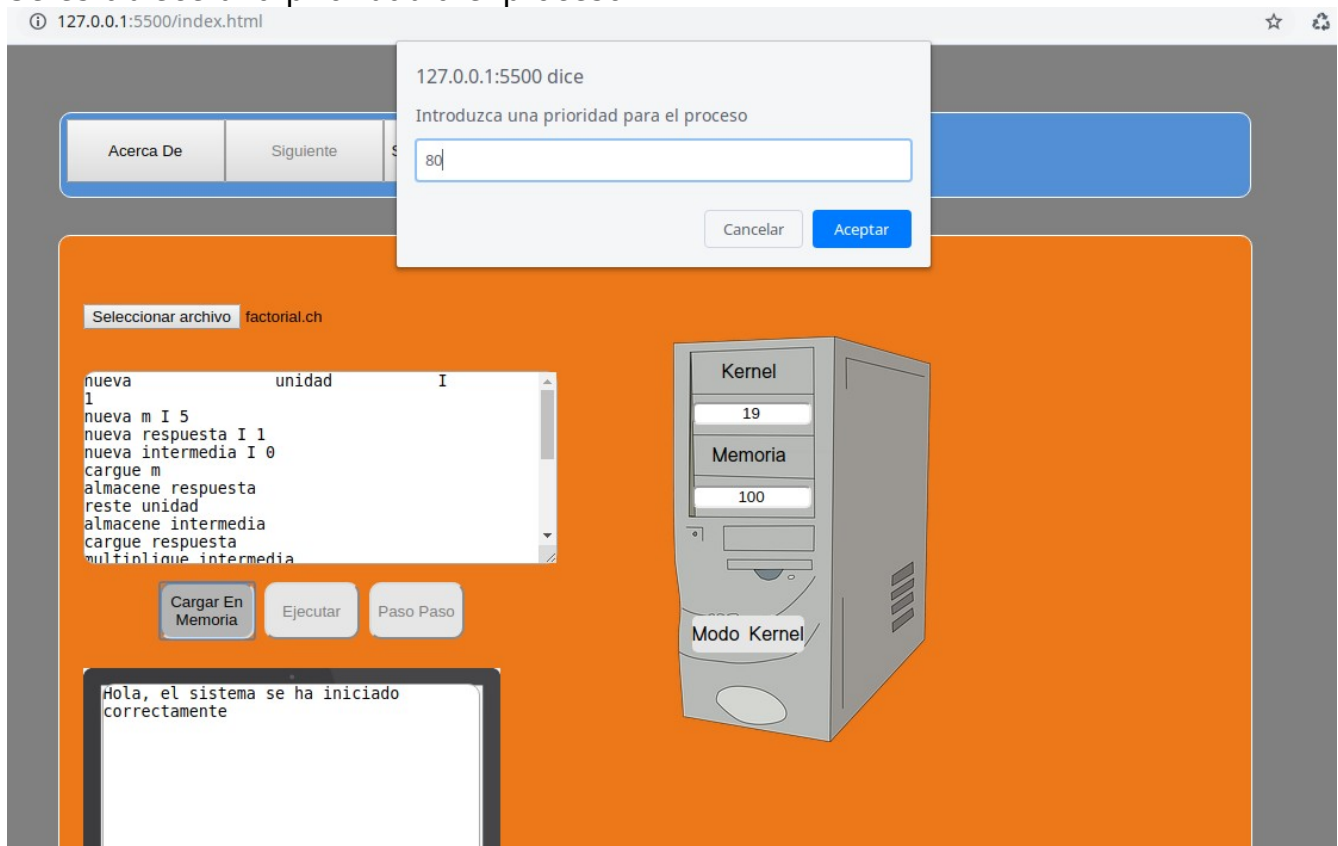 127.0.0.1:5500/index.html
127.0.0.1:5500 dice
Introduzca una prioridad para el proceso
80
Cancelar
Aceptar
Acerca De
Siguiente
Seleccionar archivo
factorial.ch
nueva unidad I
1
nueva m I 5
nueva respuesta I 1
nueva intermedia I 0
cargue m
almacene respuesta
reste unidad
almacene intermedia
cargue respuesta
multiplique intermedia
Cargar En
Memoria
Ejecutar
Paso Paso
Kernel
19
Memoria
100
Modo Kernel
Hola, el sistema se ha iniciado
correctamente